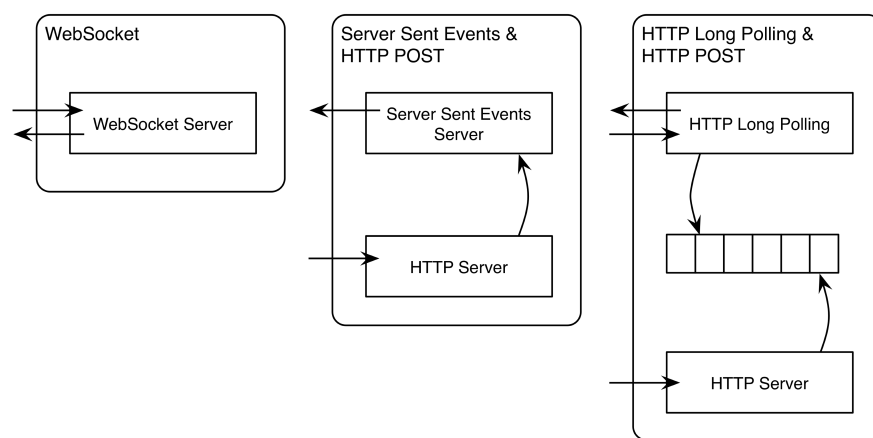 WebSocket
WebSocket Server
Server Sent Events &
HTTP POST
Server Sent Events
Server
HTTP Server
HTTP Long Polling &
HTTP POST
HTTP Long Polling
HTTP Server